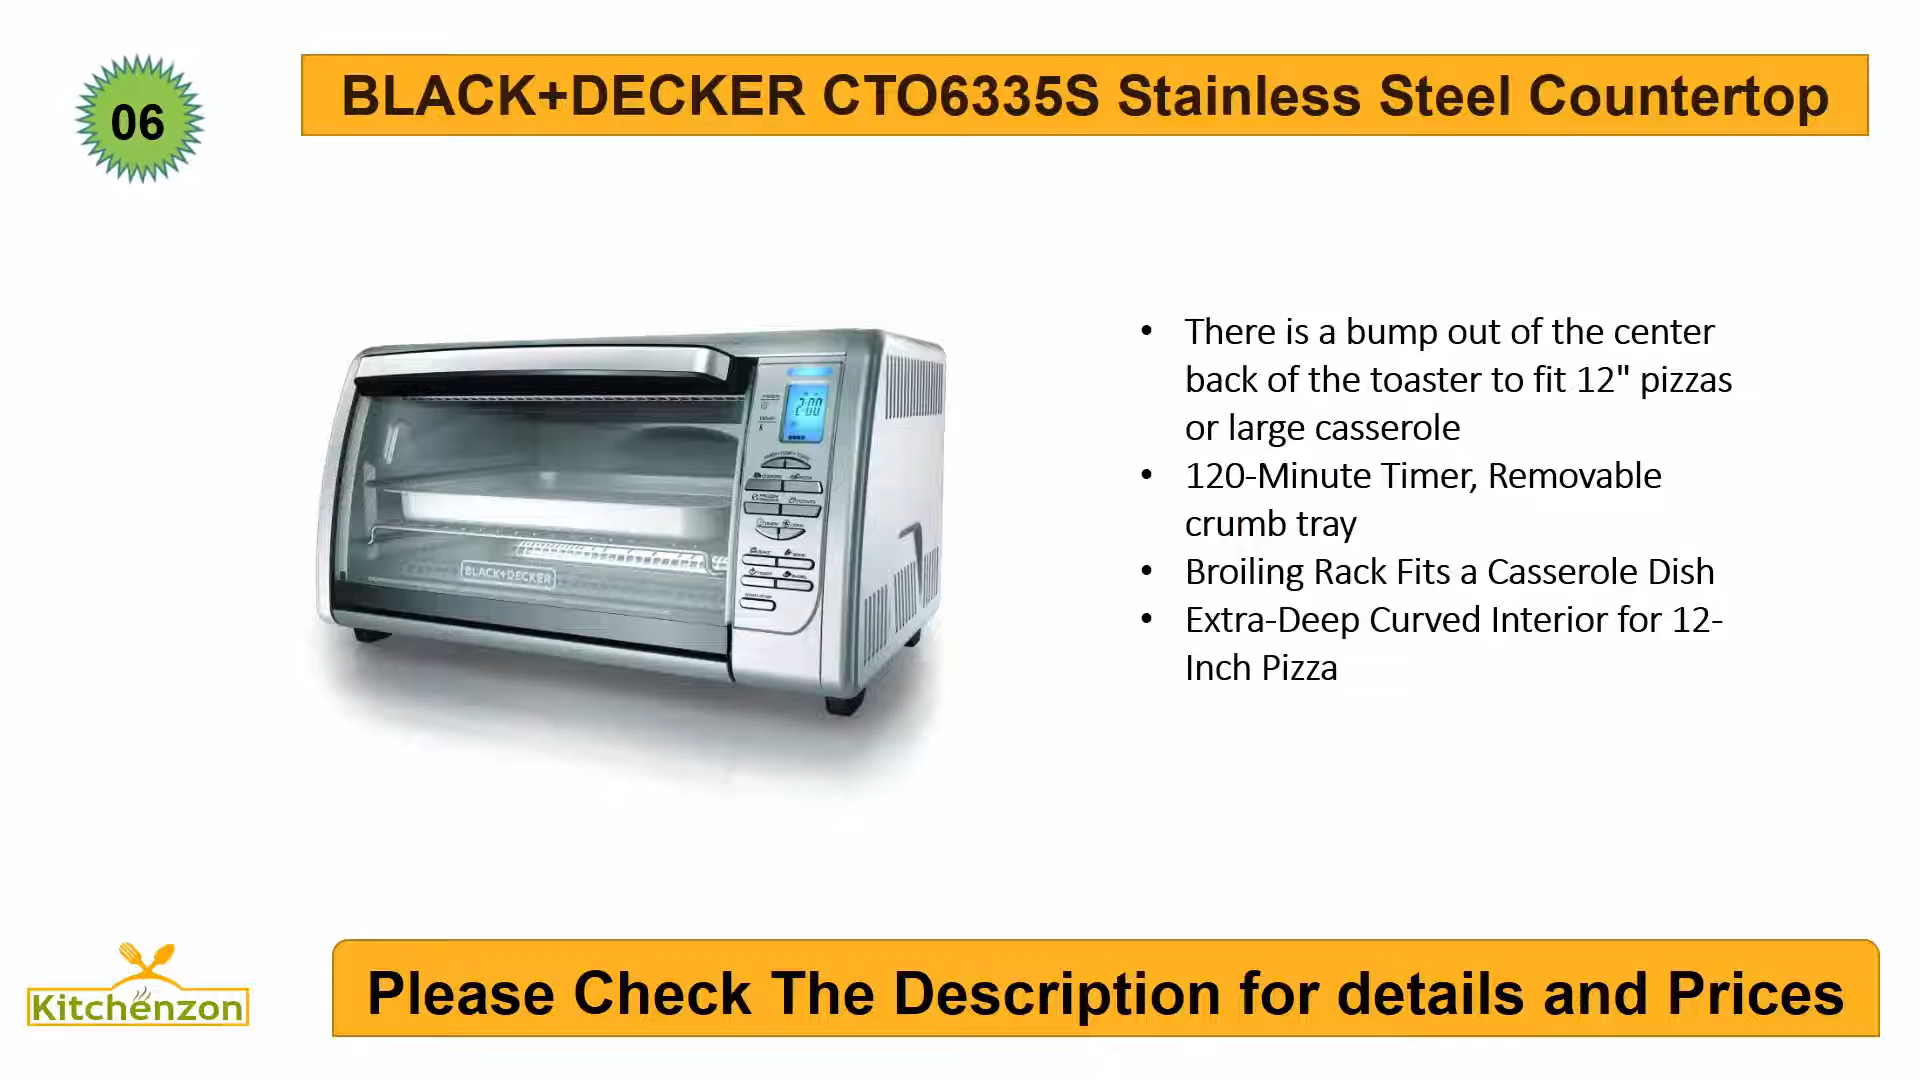 06
BLACK+DECKER CTO6335S Stainless Steel Countertop
• There is a bump out of the center
back of the toaster to fit 12" pizzas
or large casserole
• 120-Minute Timer, Removable
crumb tray
• Broiling Rack Fits a Casserole Dish
• Extra-Deep Curved Interior for 12-
Inch Pizza
2:00
BLACK+DECKER
Kitchenzon
Please Check The Description for details and Prices